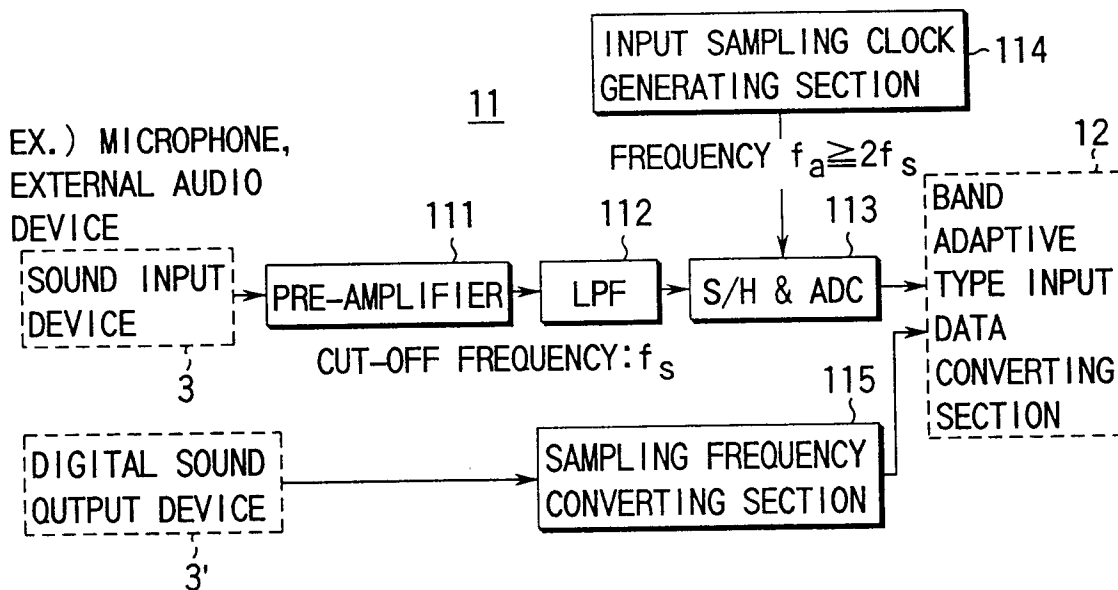 INPUT SAMPLING CLOCK
GENERATING SECTION
114
11
EX.) MICROPHONE,
EXTERNAL AUDIO
DEVICE
FREQUENCY fa≧2fs
12
111
112
113
SOUND INPUT
DEVICE
PRE-AMPLIFIER
LPF
S/H & ADC
BAND
ADAPTIVE
TYPE INPUT
DATA
CONVERTING
SECTION
CUT-OFF FREQUENCY:fs
3
115
DIGITAL SOUND
OUTPUT DEVICE
SAMPLING FREQUENCY
CONVERTING SECTION
3'